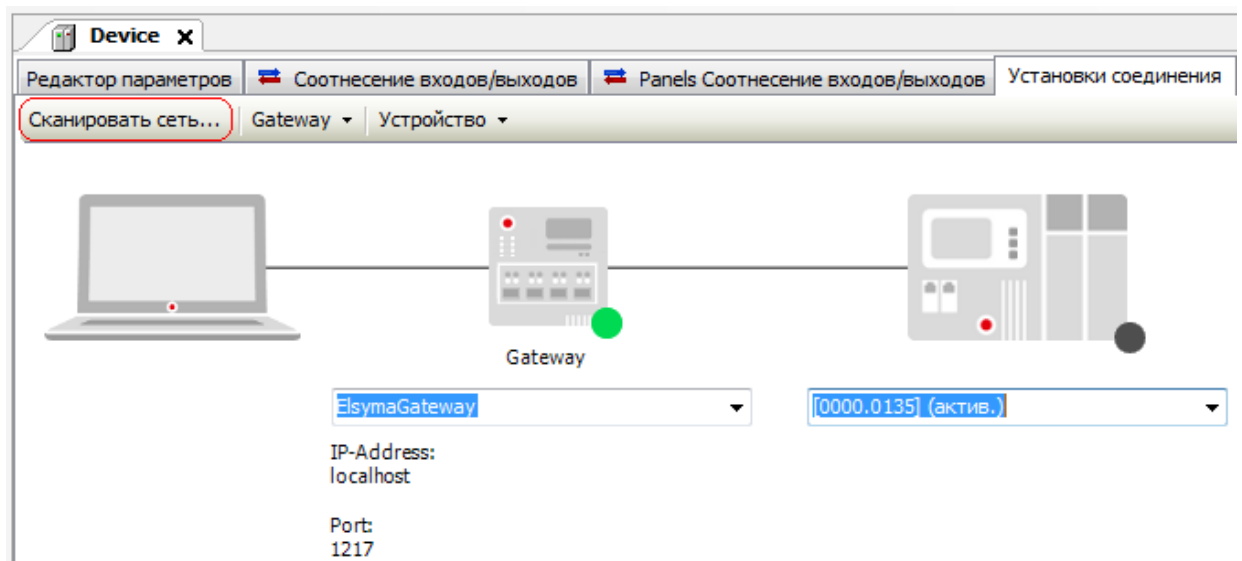 Device x
Редактор параметров Соотнесение входов/выходов Panels Соотнесение входов/выходов Установки соединения
Сканировать сеть... Gateway Устройство
Gateway
ElsymaGateway [0000.0135] (актив.)
IP-Address:
localhost
Port:
1217